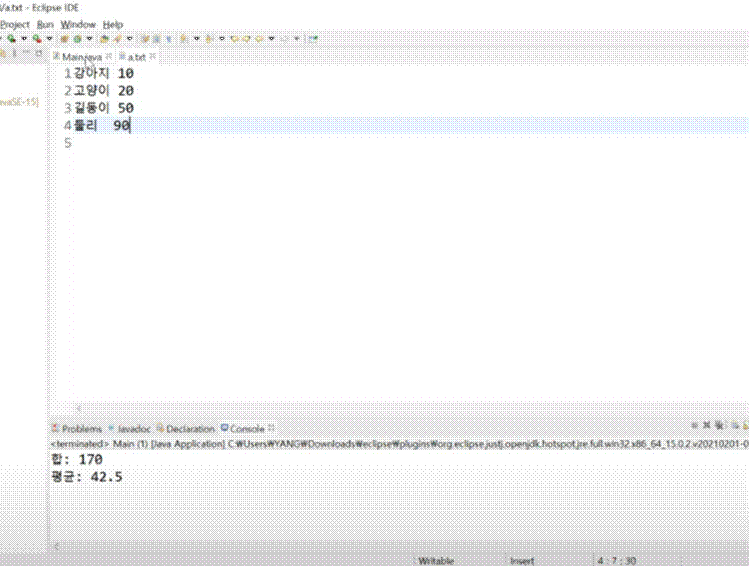 /a.txt - Eclipse IDE
Project Run Window Help
Main.java a.txt
1 강아지 10
2 고양이 20
3 길동이 50
4 둘리 90
5
Problems Javadoc Declaration Console
<terminated> Main (1) [Java Application] C:₩Users₩YANG₩Downloads₩eclipse₩plugins₩org.eclipse.justj.openjdk.hotspot.jre.full.win32.x86_64_15.0.2.v20210201-0
합: 170
평균: 42.5
Writable Insert 4 : 7 : 30